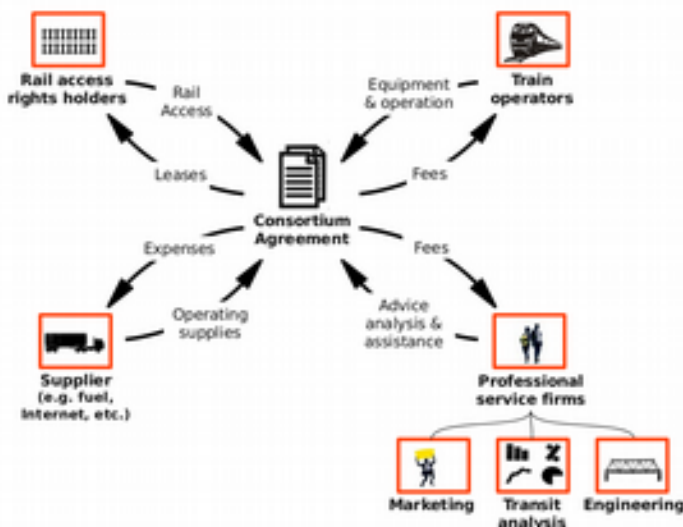 Rail access
rights holders
Rail
Access
Equipment
& operation
Train
operators
Leases
Fees
Consortium
Agreement
Expenses
Fees
Operating
supplies
Advice
analysis &
assistance
Supplier
(e.g. fuel,
Internet, etc.)
Professional
service firms
Marketing
Transit
analysis
Engineering